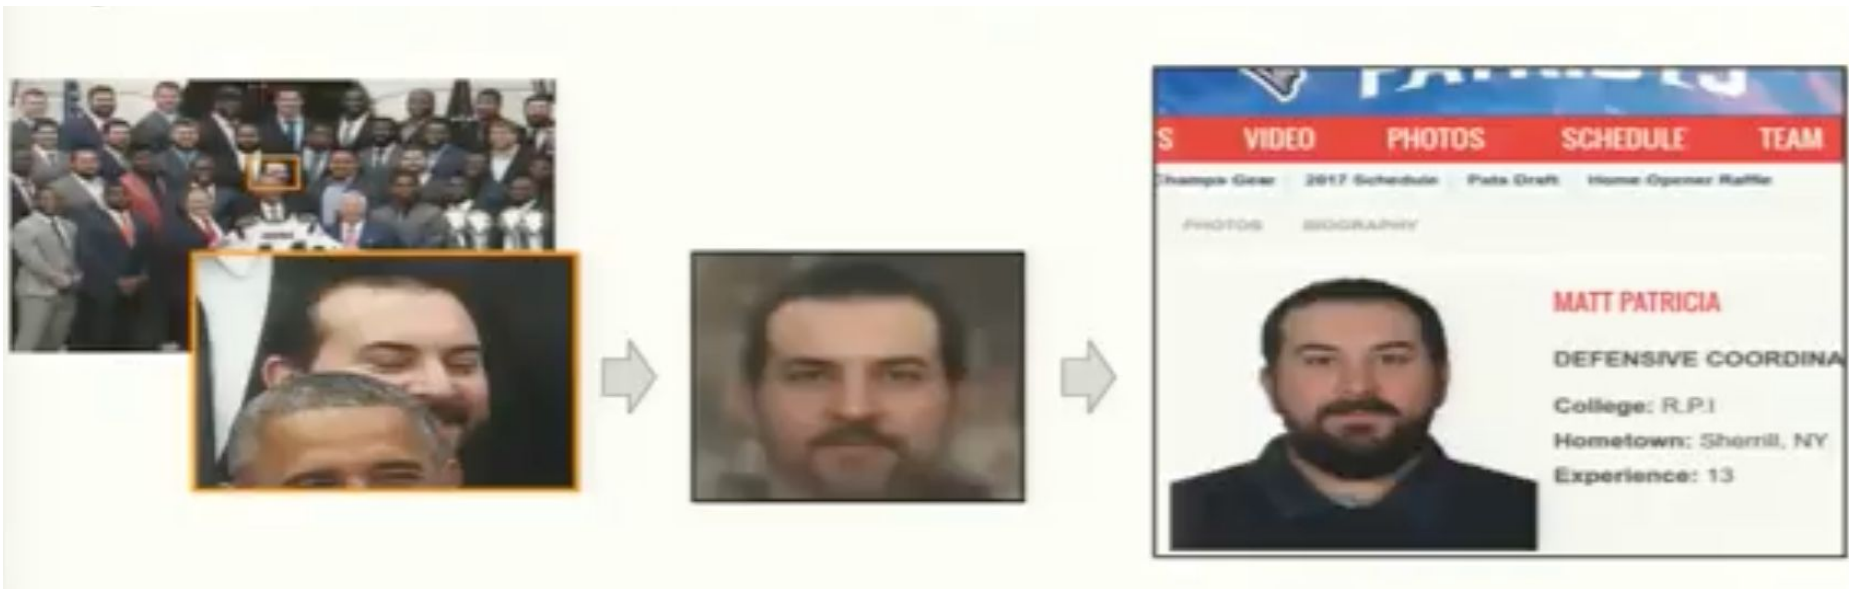 PATRIOTS
S VIDEO PHOTOS SCHEDULE TEAM
Champs Gear 2017 Schedule Pats Draft Home Opener Raffle
PHOTOS BIOGRAPHY
MATT PATRICIA
DEFENSIVE COORDINA
College: R.P.I
Hometown: Sherrill, NY
Experience: 13